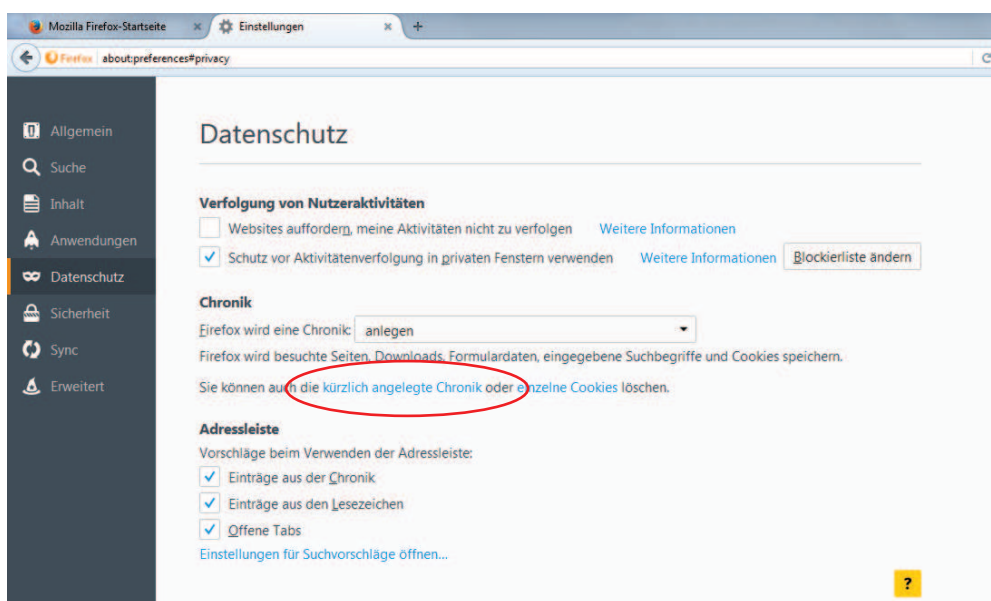 Mozilla Firefox-Startseite
Einstellungen
Firefox about:preferences#privacy
Allgemein
Suche
Inhalt
Anwendungen
Datenschutz
Sicherheit
Sync
Erweitert
Datenschutz
Verfolgung von Nutzeraktivitäten
Websites auffordern, meine Aktivitäten nicht zu verfolgen Weitere Informationen
Schutz vor Aktivitätenverfolgung in privaten Fenstern verwenden Weitere Informationen Blockierliste ändern
Chronik
Firefox wird eine Chronik: anlegen
Firefox wird besuchte Seiten, Downloads, Formulardaten, eingegebene Suchbegriffe und Cookies speichern.
Sie können auch die kürzlich angelegte Chronik oder einzelne Cookies löschen.
Adressleiste
Vorschläge beim Verwenden der Adressleiste:
Einträge aus der Chronik
Einträge aus den Lesezeichen
Offene Tabs
Einstellungen für Suchvorschläge öffnen...
?